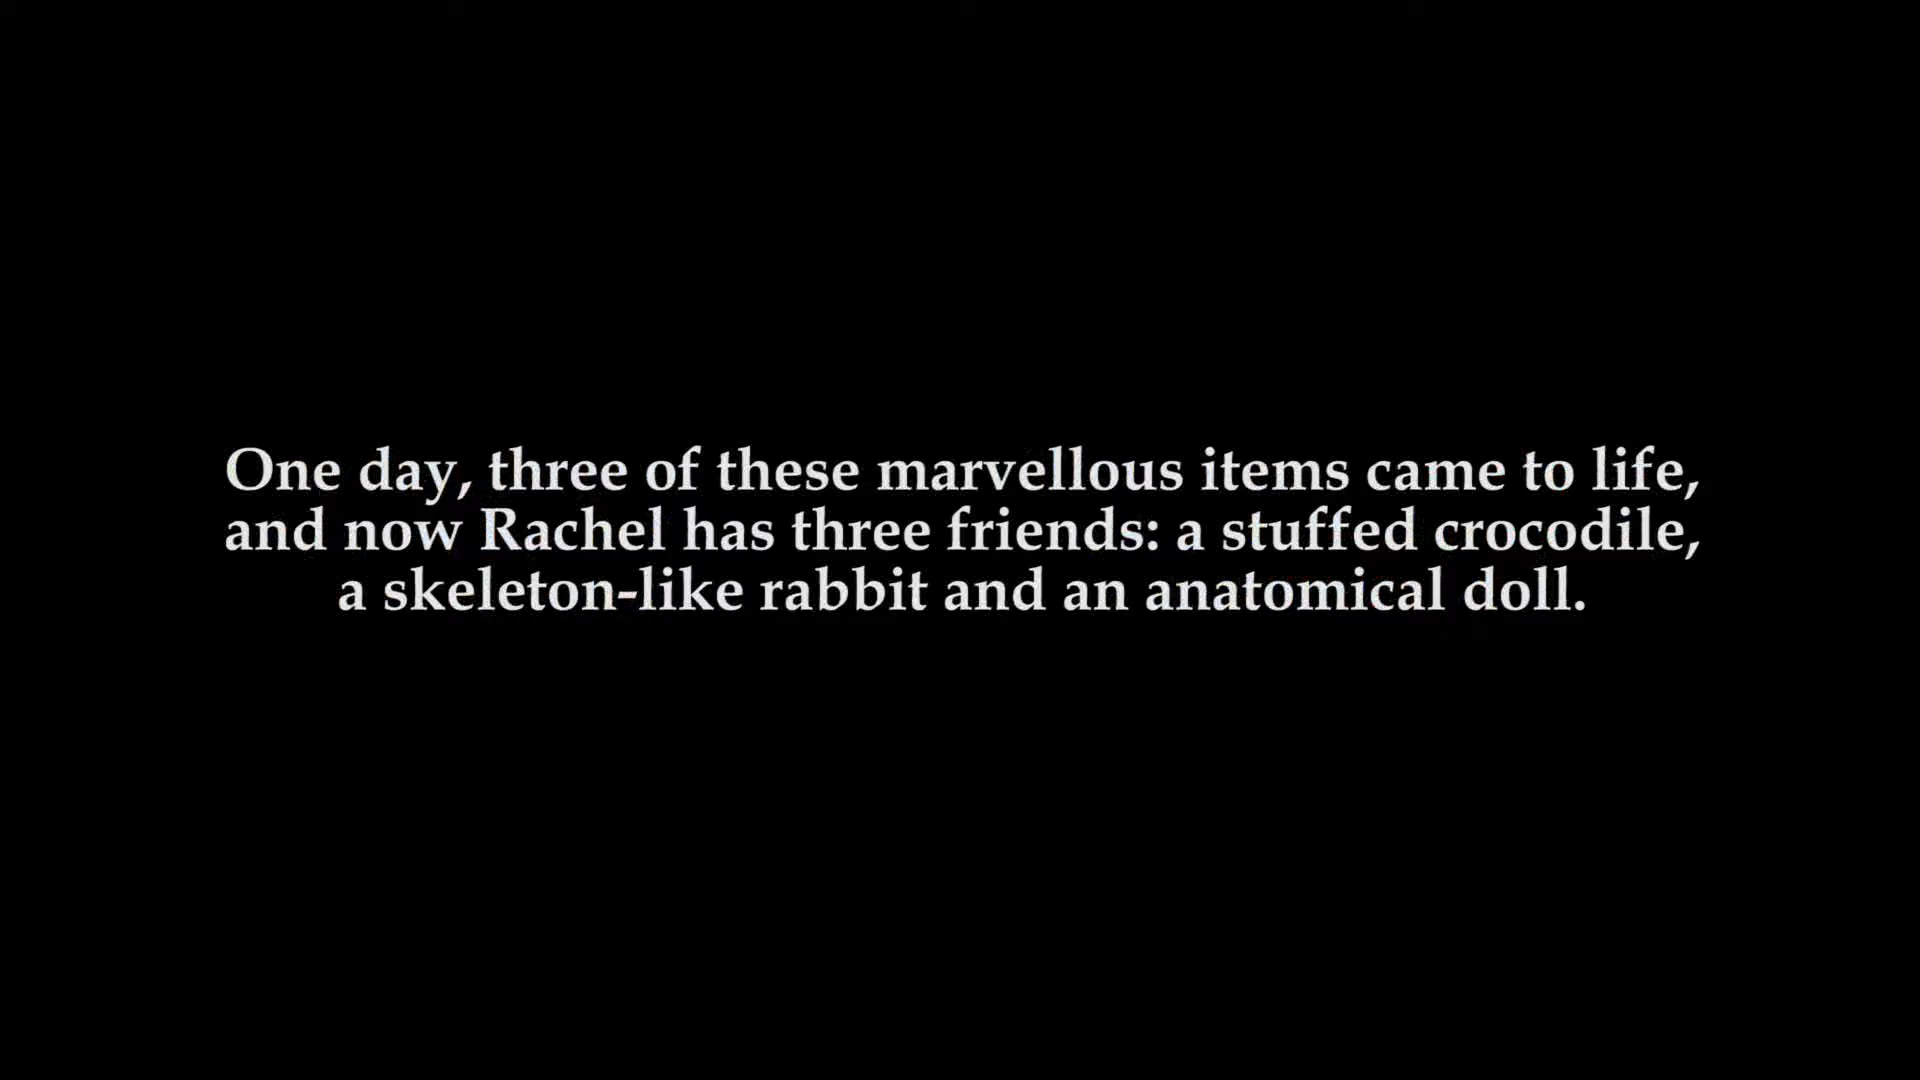 One day, three of these marvellous items came to life,
and now Rachel has three friends: a stuffed crocodile,
a skeleton-like rabbit and an anatomical doll.